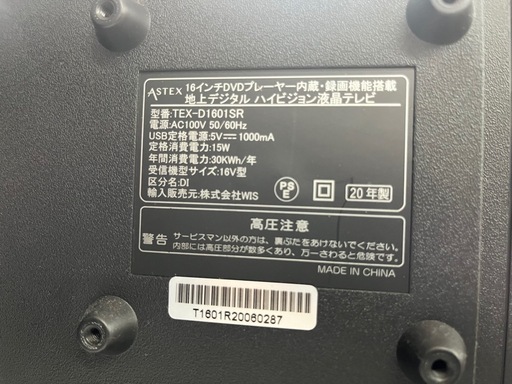 ASTEX 16インチDVDプレーヤー内蔵・録画機能搭載
地上デジタル ハイビジョン液晶テレビ
型番:TEX-D1601SR
電源:AC100V 50/60Hz
USB定格電源:5V⎓1000mA
定格消費電力:15W
年間消費電力:30KWh/年
受信機型サイズ:16V型
区分名:DI
輸入販売元:株式会社WIS
PSE
20年製
高圧注意
警告 サービスマン以外の方は、裏ぶたをあけないでください。
内部には高圧部分が数多くあり、万一さわると危険です。
MADE IN CHINA
T1601R20060287